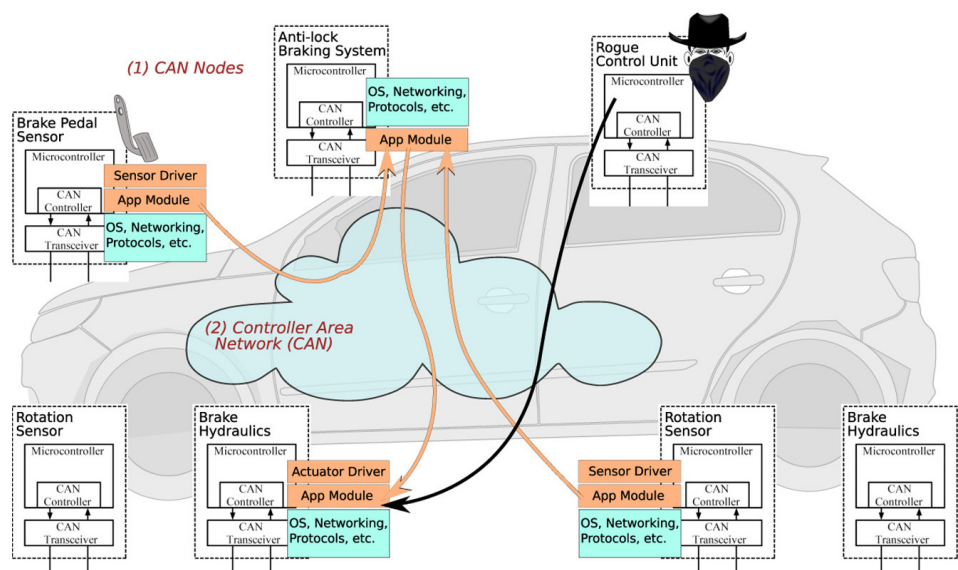 Anti-lock
Braking System
Microcontroller
CAN
Controller
CAN
Transceiver
OS, Networking,
Protocols, etc.
App Module
Rogue
Control Unit
Microcontroller
CAN
Controller
CAN
Transceiver
(1) CAN Nodes
Brake Pedal
Sensor
Microcontroller
CAN
Controller
CAN
Transceiver
Sensor Driver
App Module
OS, Networking,
Protocols, etc.
(2) Controller Area
Network (CAN)
Rotation
Sensor
Microcontroller
CAN
Controller
CAN
Transceiver
Brake
Hydraulics
Microcontroller
CAN
Controller
CAN
Transceiver
Actuator Driver
App Module
OS, Networking,
Protocols, etc.
Sensor Driver
App Module
OS, Networking,
Protocols, etc.
Rotation
Sensor
Microcontroller
CAN
Controller
CAN
Transceiver
Brake
Hydraulics
Microcontroller
CAN
Controller
CAN
Transceiver